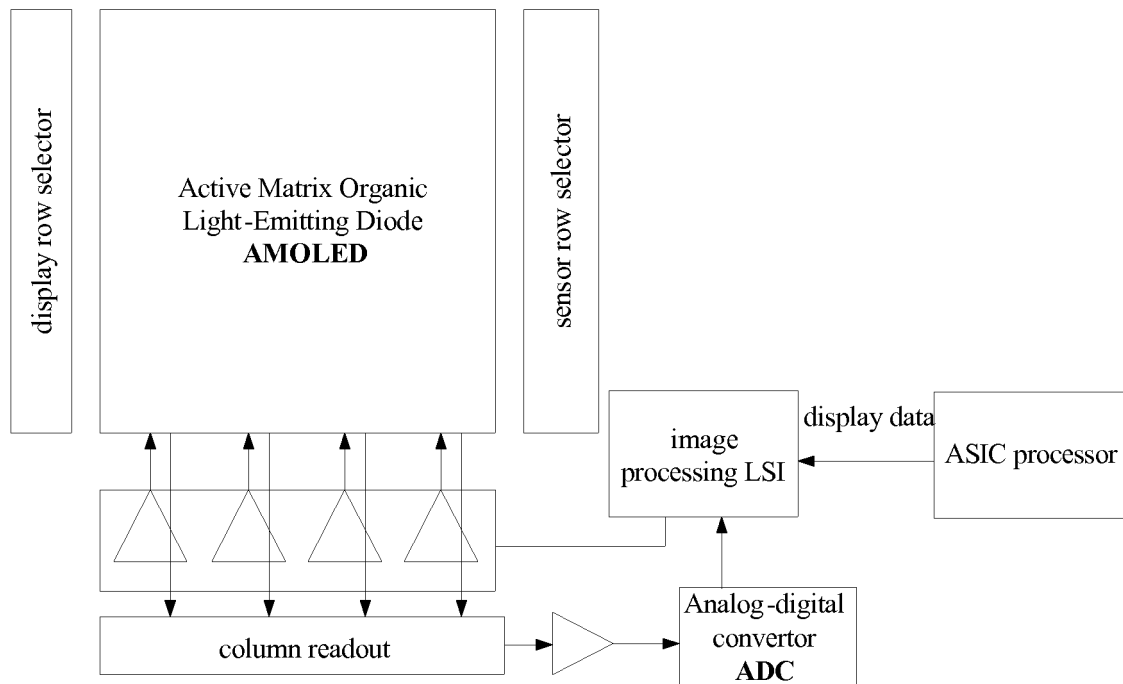 display row selector
Active Matrix Organic
Light-Emitting Diode
AMOLED
sensor row selector
image
processing LSI
display data
ASIC processor
column readout
Analog-digital
convertor
ADC